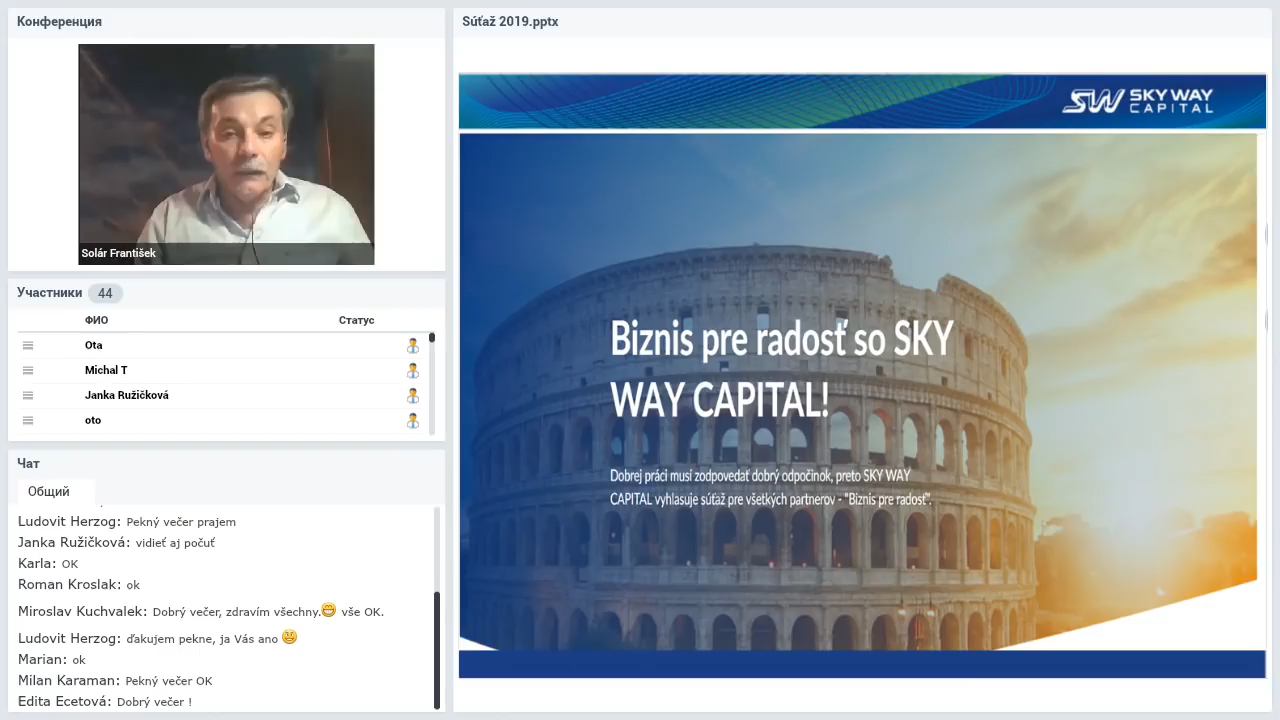 Конференция
Solár František
Участники 44
ФИО Статус
Ota
Michal T
Janka Ružičková
oto
Чат
Общий
Ludovit Herzog: Pekný večer prajem
Janka Ružičková: vidieť aj počuť
Karla: OK
Roman Kroslak: ok
Miroslav Kuchvalek: Dobrý večer, zdravím všechny.😁 vše OK.
Ludovit Herzog: ďakujem pekne, ja Vás ano
Marian: ok
Milan Karaman: Pekný večer OK
Edita Ecetová: Dobrý večer !
Súťaž 2019.pptx
SW SKY WAY
CAPITAL
Biznis pre radosť so SKY
WAY CAPITAL!
Dobrej práci musí zodpovedať dobrý odpočinok, preto SKY WAY
CAPITAL vyhlasuje súťaž pre všetkých partnerov - "Biznis pre radosť".